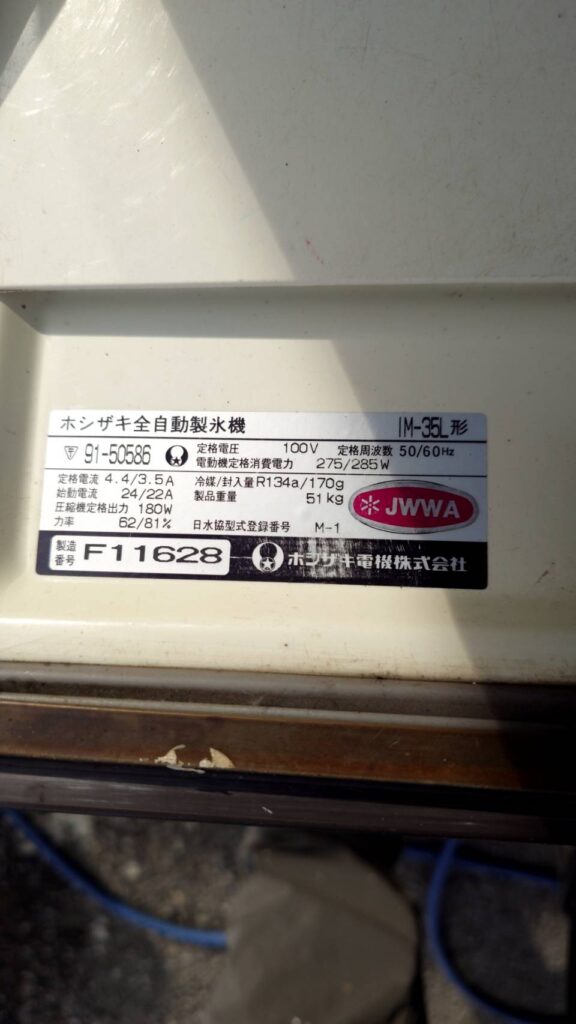 ホシザキ全自動製氷機 IM-35L形
91-50586 定格電圧 100V 定格周波数 50/60Hz
電動機定格消費電力 275/285W
定格電流 4.4/3.5A 冷媒/封入量 R134a/170g
始動電流 24/22A 製品重量 51kg
圧縮機定格出力 180W
力率 62/81% 日水協型式登録番号 M-1
JWWA
製造番号 F11628 ホシザキ電機株式会社